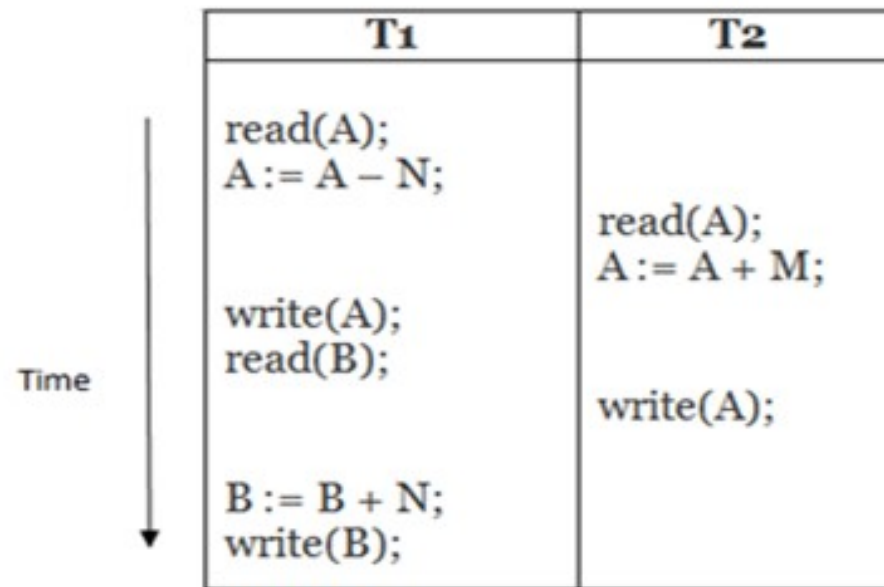 T1 T2
read(A);
A := A – N;
read(A);
A := A + M;
write(A);
read(B);
Time
write(A);
B := B + N;
write(B);